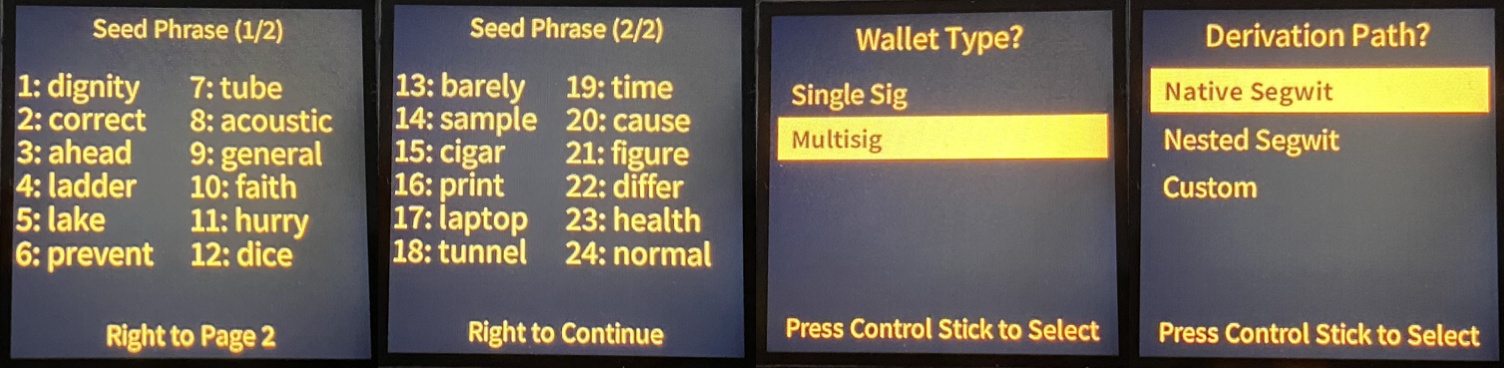 Seed Phrase (1/2)
1: dignity
2: correct
3: ahead
4: ladder
5: lake
6: prevent
7: tube
8: acoustic
9: general
10: faith
11: hurry
12: dice
Right to Page 2
Seed Phrase (2/2)
13: barely
14: sample
15: cigar
16: print
17: laptop
18: tunnel
19: time
20: cause
21: figure
22: differ
23: health
24: normal
Right to Continue
Wallet Type?
Single Sig
Multisig
Press Control Stick to Select
Derivation Path?
Native Segwit
Nested Segwit
Custom
Press Control Stick to Select